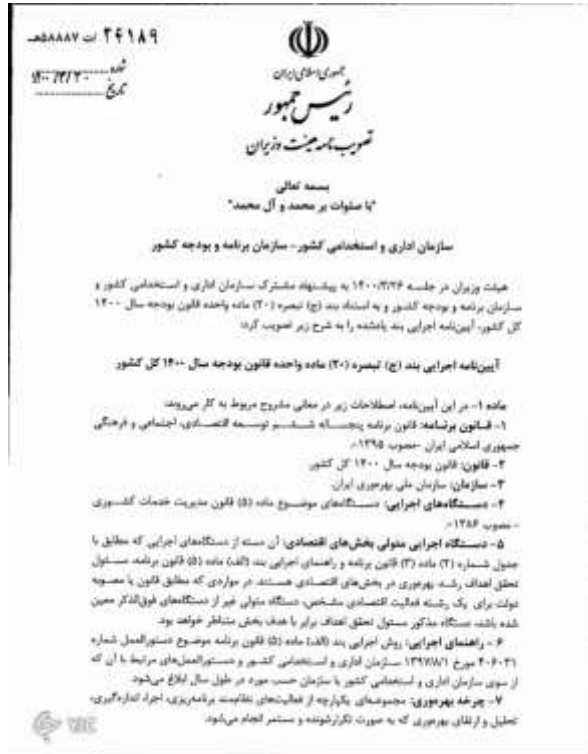 ۲۴۱۸۹ /ت ۵۸۸۸۷هـ
شماره
۱۴۰۰/۳/۳۰
تاریخ
جمهوری اسلامی ایران
رئیس جمهور
تصویب نامه هیئت وزیران
بسمه تعالی
"با صلوات بر محمد و آل محمد"
سازمان اداری و استخدامی کشور – سازمان برنامه و بودجه کشور
هیئت وزیران در جلسه ۱۴۰۰/۳/۲۶ به پیشنهاد مشترک سازمان اداری و استخدامی کشور و
سازمان برنامه و بودجه کشور و به استناد بند (ج) تبصره (۲۰) ماده واحده قانون بودجه سال ۱۴۰۰
کل کشور، آیین‌نامه اجرایی بند یادشده را به شرح زیر تصویب کرد:
آیین‌نامه اجرایی بند (ج) تبصره (۲۰) ماده واحده قانون بودجه سال ۱۴۰۰ کل کشور
ماده ۱- در این آیین‌نامه، اصطلاحات زیر در معانی مشروح مربوط به کار می‌روند:
۱- قانون برنامه: قانون برنامه پنجساله ششم توسعه اقتصادی، اجتماعی و فرهنگی
جمهوری اسلامی ایران -مصوب ۱۳۹۵-.
۲- قانون: قانون بودجه سال ۱۴۰۰ کل کشور.
۳- سازمان: سازمان ملی بهره‌وری ایران.
۴- دستگاه‌های اجرایی: دستگاه‌های موضوع ماده (۵) قانون مدیریت خدمات کشوری
- مصوب ۱۳۸۶-.
۵- دستگاه اجرایی متولی بخش‌های اقتصادی: آن دسته از دستگاه‌های اجرایی که مطابق با
جدول شماره (۲) ماده (۳) قانون برنامه و راهنمای اجرایی بند (الف) ماده (۵) قانون برنامه، مسئول
تحقق اهداف رشد بهره‌وری در بخش‌های اقتصادی هستند. در مواردی که مطابق قانون یا مصوبه
دولت برای یک رشته فعالیت اقتصادی مشخص، دستگاه متولی غیر از دستگاه‌های فوق‌الذکر معین
شده باشد، دستگاه مذکور مسئول تحقق اهداف برابر با هدف بخش متناظر خواهد بود.
۶- راهنمای اجرایی: روش اجرایی بند (الف) ماده (۵) قانون برنامه موضوع دستورالعمل شماره
۴۰۶۰۳۱ مورخ ۱۳۹۷/۸/۱ سازمان اداری و استخدامی کشور و دستورالعمل‌های مرتبط با آن که
از سوی سازمان اداری و استخدامی کشور یا سازمان حسب مورد در طول سال ابلاغ می‌شود.
۷- چرخه بهره‌وری: مجموعه‌ای یکپارچه از فعالیت‌های نظام‌مند برنامه‌ریزی، اجرا، اندازه‌گیری،
تحلیل و ارتقای بهره‌وری که به صورت تکرارشونده و مستمر انجام می‌شود.